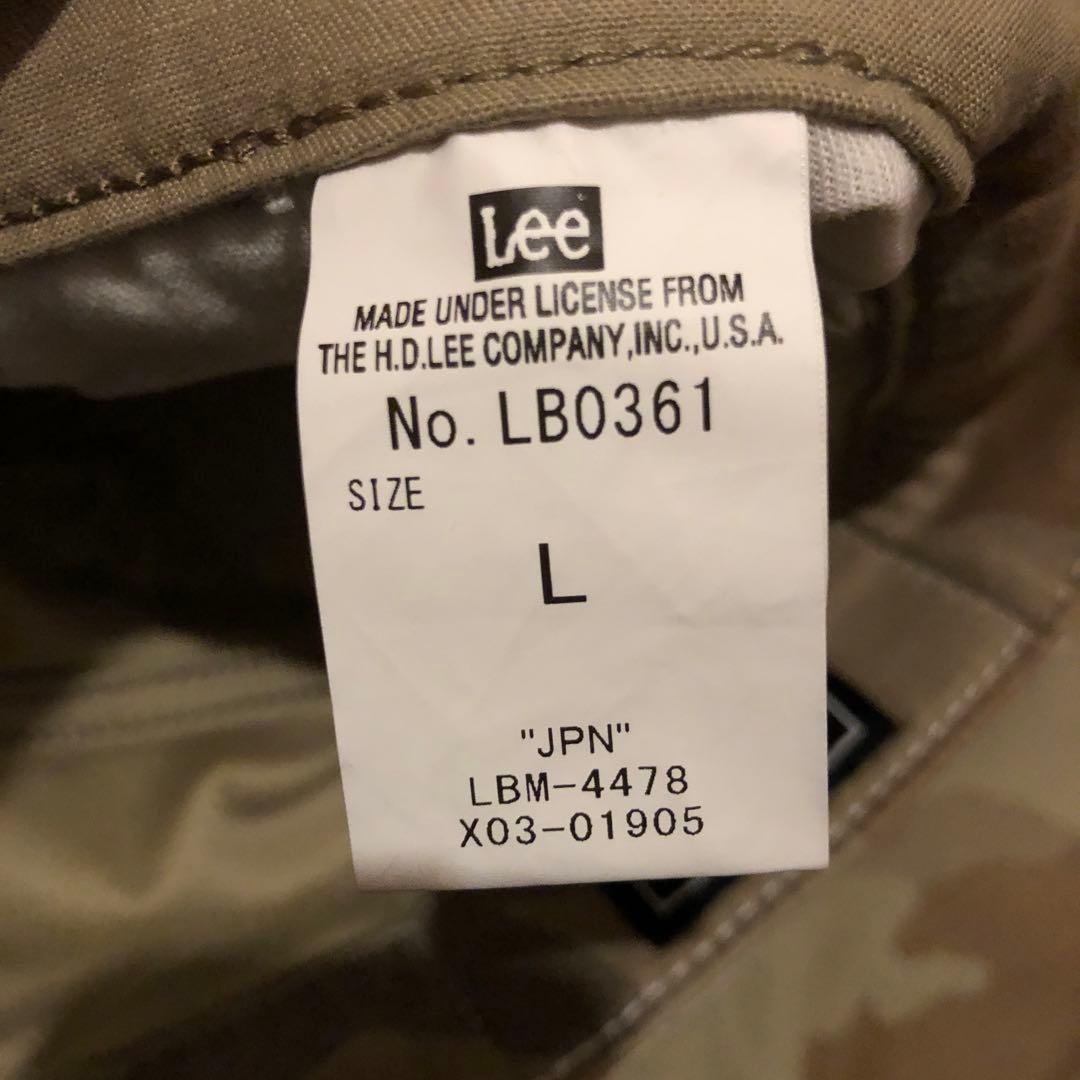 Lee
MADE UNDER LICENSE FROM
THE H.D.LEE COMPANY,INC.,U.S.A.
No. LB0361
SIZE
L
"JPN"
LBM-4478
X03-01905